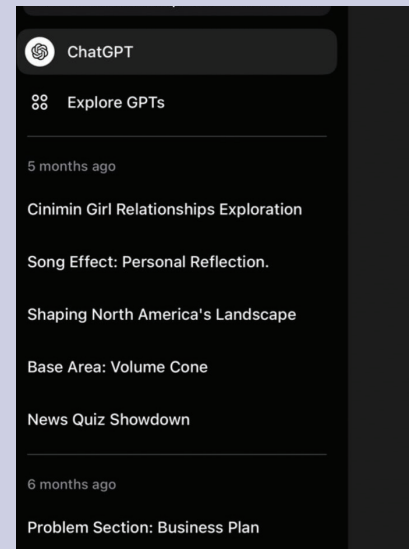 ChatGPT
Explore GPTs
5 months ago
Cinimin Girl Relationships Exploration
Song Effect: Personal Reflection.
Shaping North America's Landscape
Base Area: Volume Cone
News Quiz Showdown
6 months ago
Problem Section: Business Plan